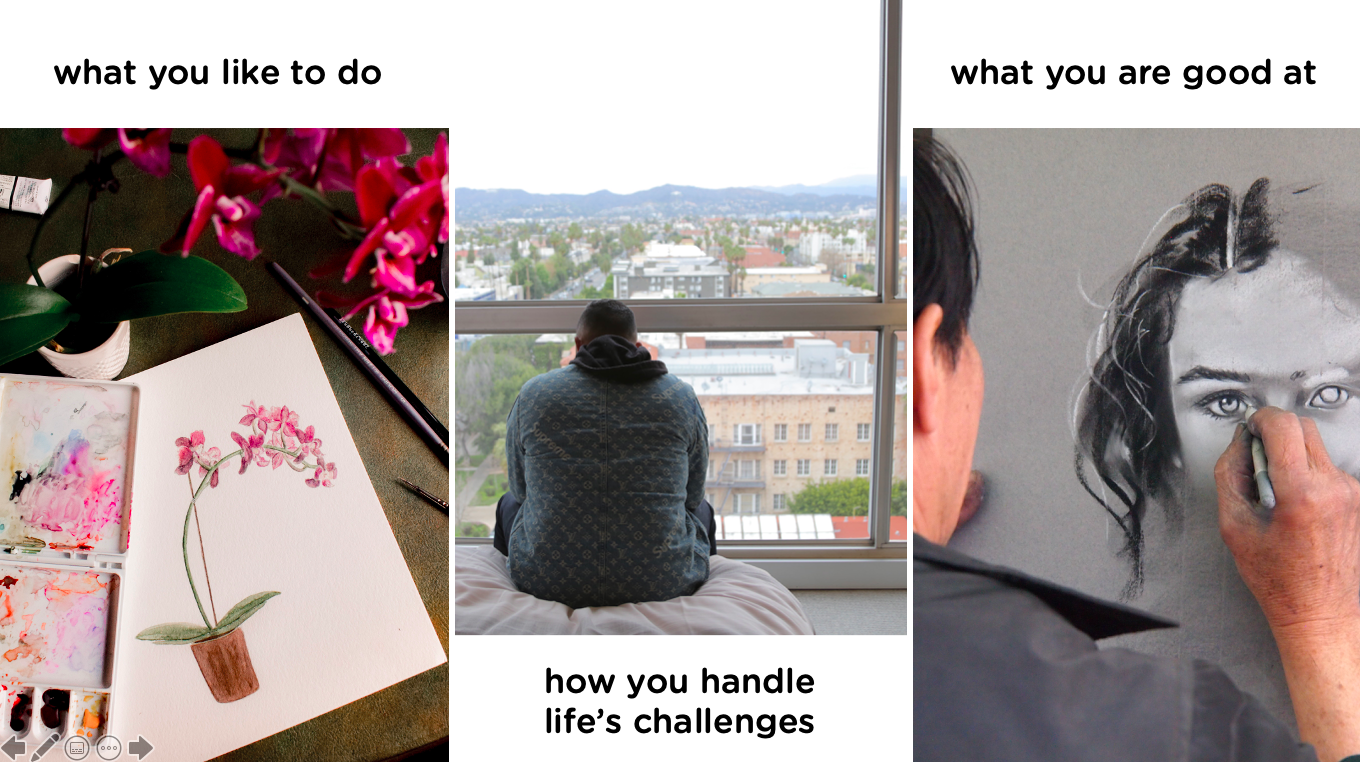 what you like to do
what you are good at
how you handle
life's challenges